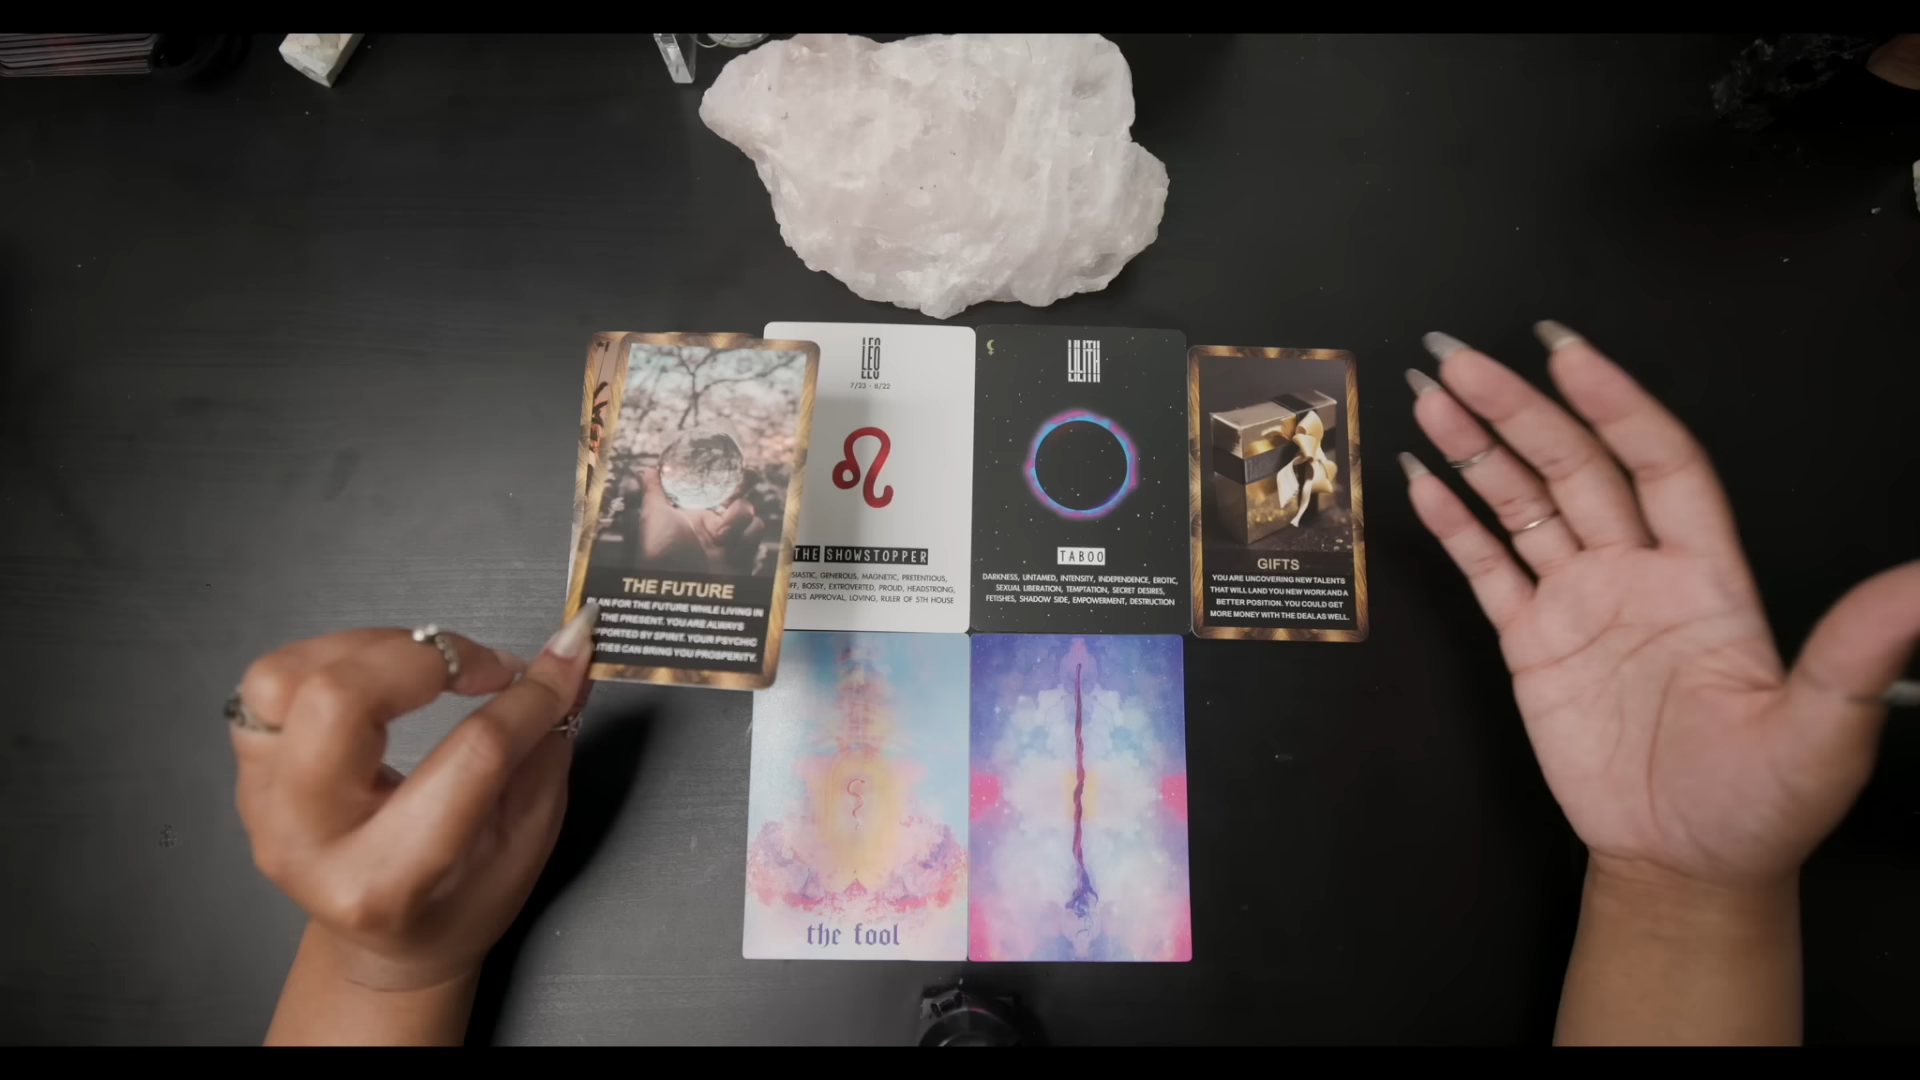 THE FUTURE
PLAN FOR THE FUTURE WHILE LIVING IN
THE PRESENT. YOU ARE ALWAYS
PPORTED BY SPIRIT. YOUR PSYCHIC
LITIES CAN BRING YOU PROSPERITY.
LEO
7/23 - 8/22
THE SHOWSTOPPER
SIASTIC, GENEROUS, MAGNETIC, PRETENTIOUS,
FF, BOSSY, EXTROVERTED, PROUD, HEADSTRONG,
SEEKS APPROVAL, LOVING, RULER OF 5TH HOUSE
LILITH
TABOO
DARKNESS, UNTAMED, INTENSITY, INDEPENDENCE, EROTIC,
SEXUAL LIBERATION, TEMPTATION, SECRET DESIRES,
FETISHES, SHADOW SIDE, EMPOWERMENT, DESTRUCTION
GIFTS
YOU ARE UNCOVERING NEW TALENTS
THAT WILL LAND YOU NEW WORK AND A
BETTER POSITION. YOU COULD GET
MORE MONEY WITH THE DEAL AS WELL.
the fool